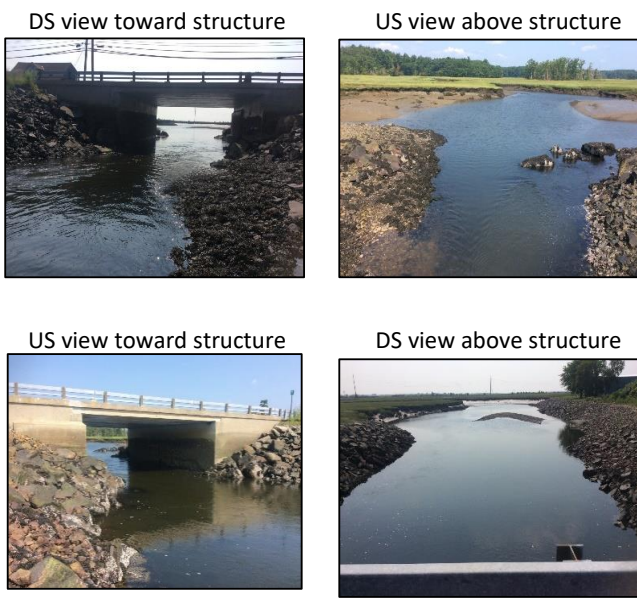 DS view toward structure
US view above structure
US view toward structure
DS view above structure